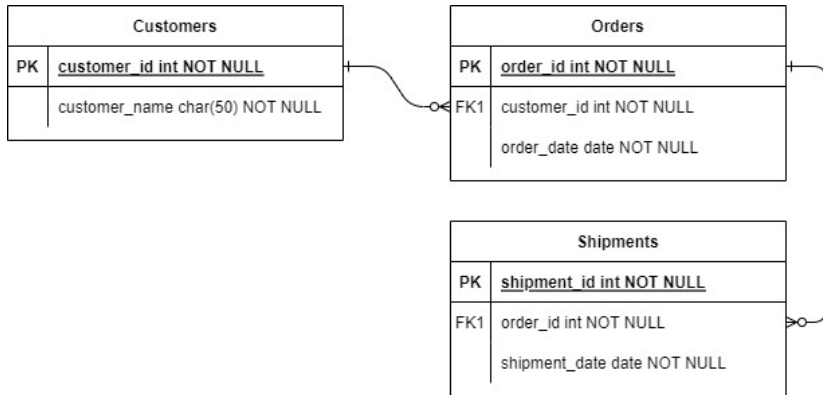 Customers
PK customer_id int NOT NULL
customer_name char(50) NOT NULL
Orders
PK order_id int NOT NULL
FK1 customer_id int NOT NULL
order_date date NOT NULL
Shipments
PK shipment_id int NOT NULL
FK1 order_id int NOT NULL
shipment_date date NOT NULL